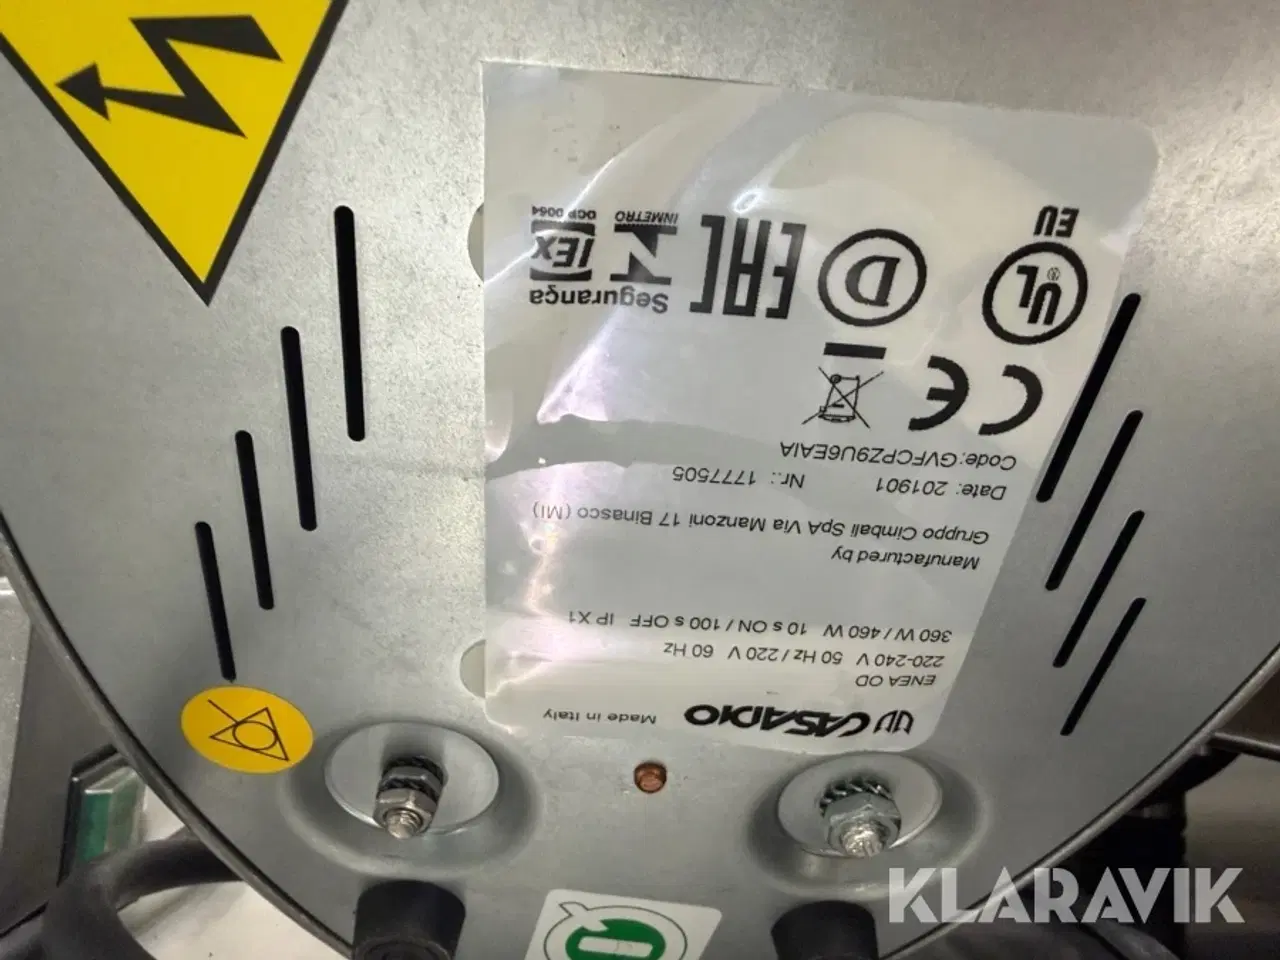 CASADIO Made in Italy
ENEA OD
220-240 V 50 Hz / 220 V 60 Hz
360 W / 460 W 10 s ON / 100 s OFF IP X1
Manufactured by
Gruppo Cimbali SpA Via Manzoni 17 Binasco (MI)
Date: 201901 Nr.: 1777505
Code:GVFCPZ9U6EAIA
CE
UL D EAC Segurança
EU INMETRO IEx
OCP 0064
KLARAVIK